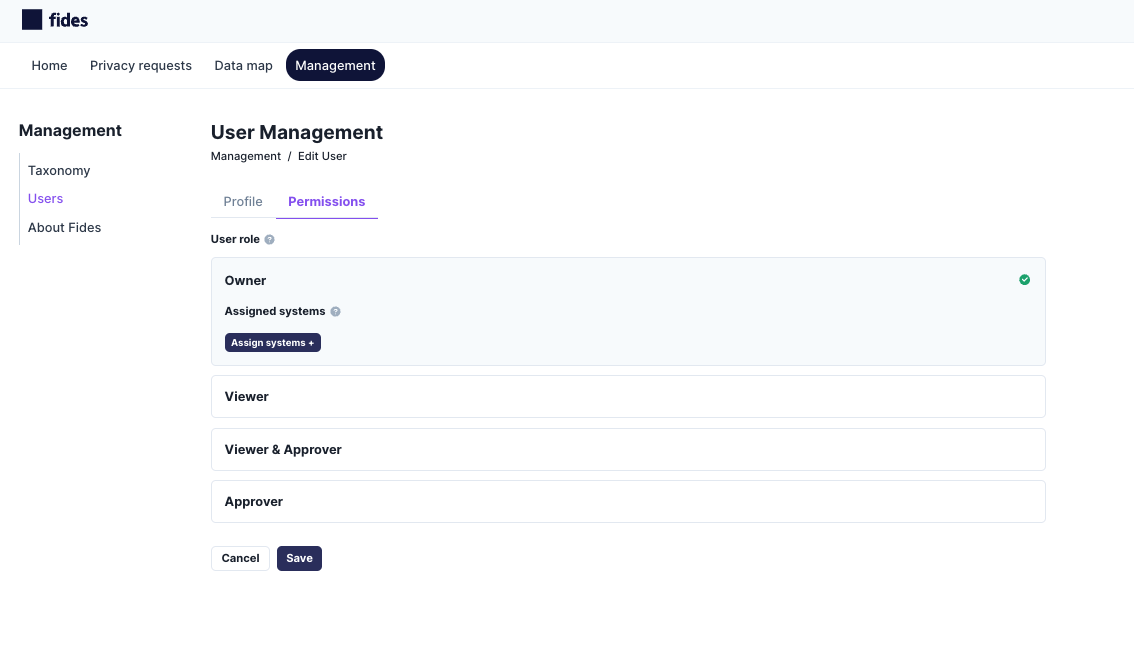 fides
Home Privacy requests Data map Management
Management
Taxonomy
Users
About Fides
User Management
Management / Edit User
Profile Permissions
User role ?
Owner
Assigned systems ?
Assign systems +
Viewer
Viewer & Approver
Approver
Cancel Save